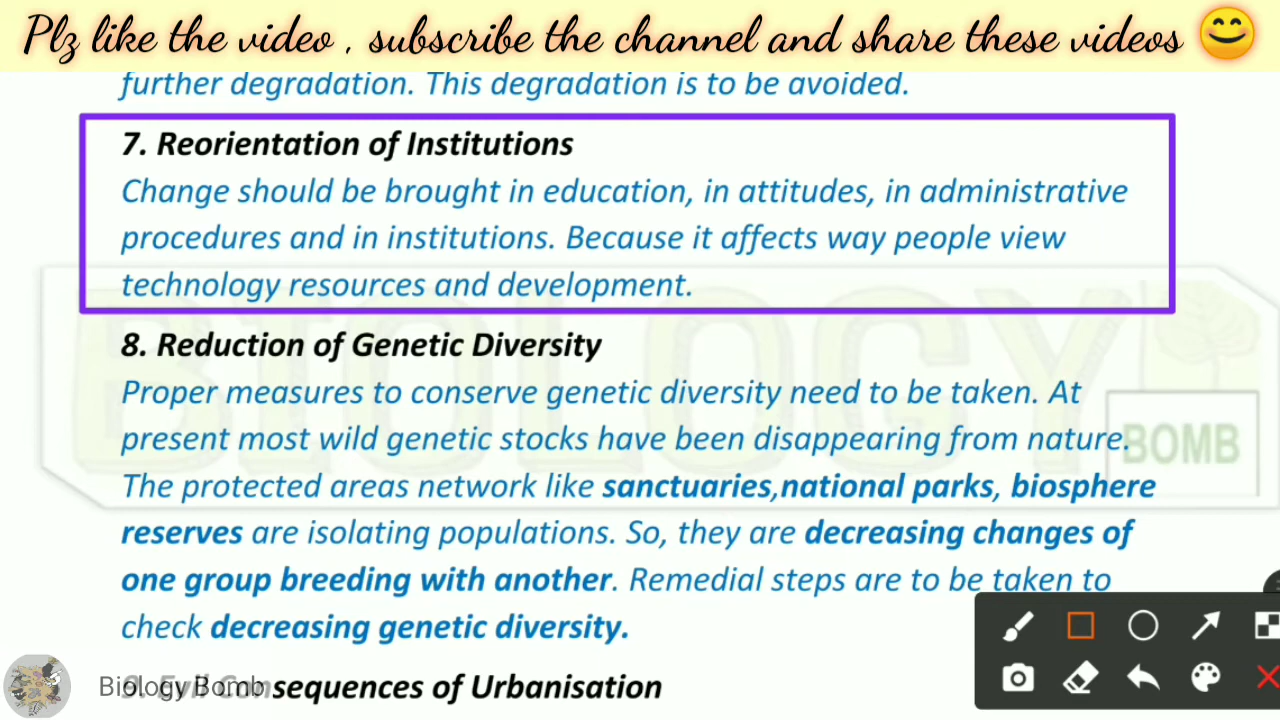 Plz like the video , subscribe the channel and share these videos
further degradation. This degradation is to be avoided.
7. Reorientation of Institutions
Change should be brought in education, in attitudes, in administrative
procedures and in institutions. Because it affects way people view
technology resources and development.
8. Reduction of Genetic Diversity
Proper measures to conserve genetic diversity need to be taken. At
present most wild genetic stocks have been disappearing from nature.
The protected areas network like sanctuaries,national parks, biosphere
reserves are isolating populations. So, they are decreasing changes of
one group breeding with another. Remedial steps are to be taken to
check decreasing genetic diversity.
9. Evil Consequences of Urbanisation
Biology Bomb
BIOLOGY
BOMB